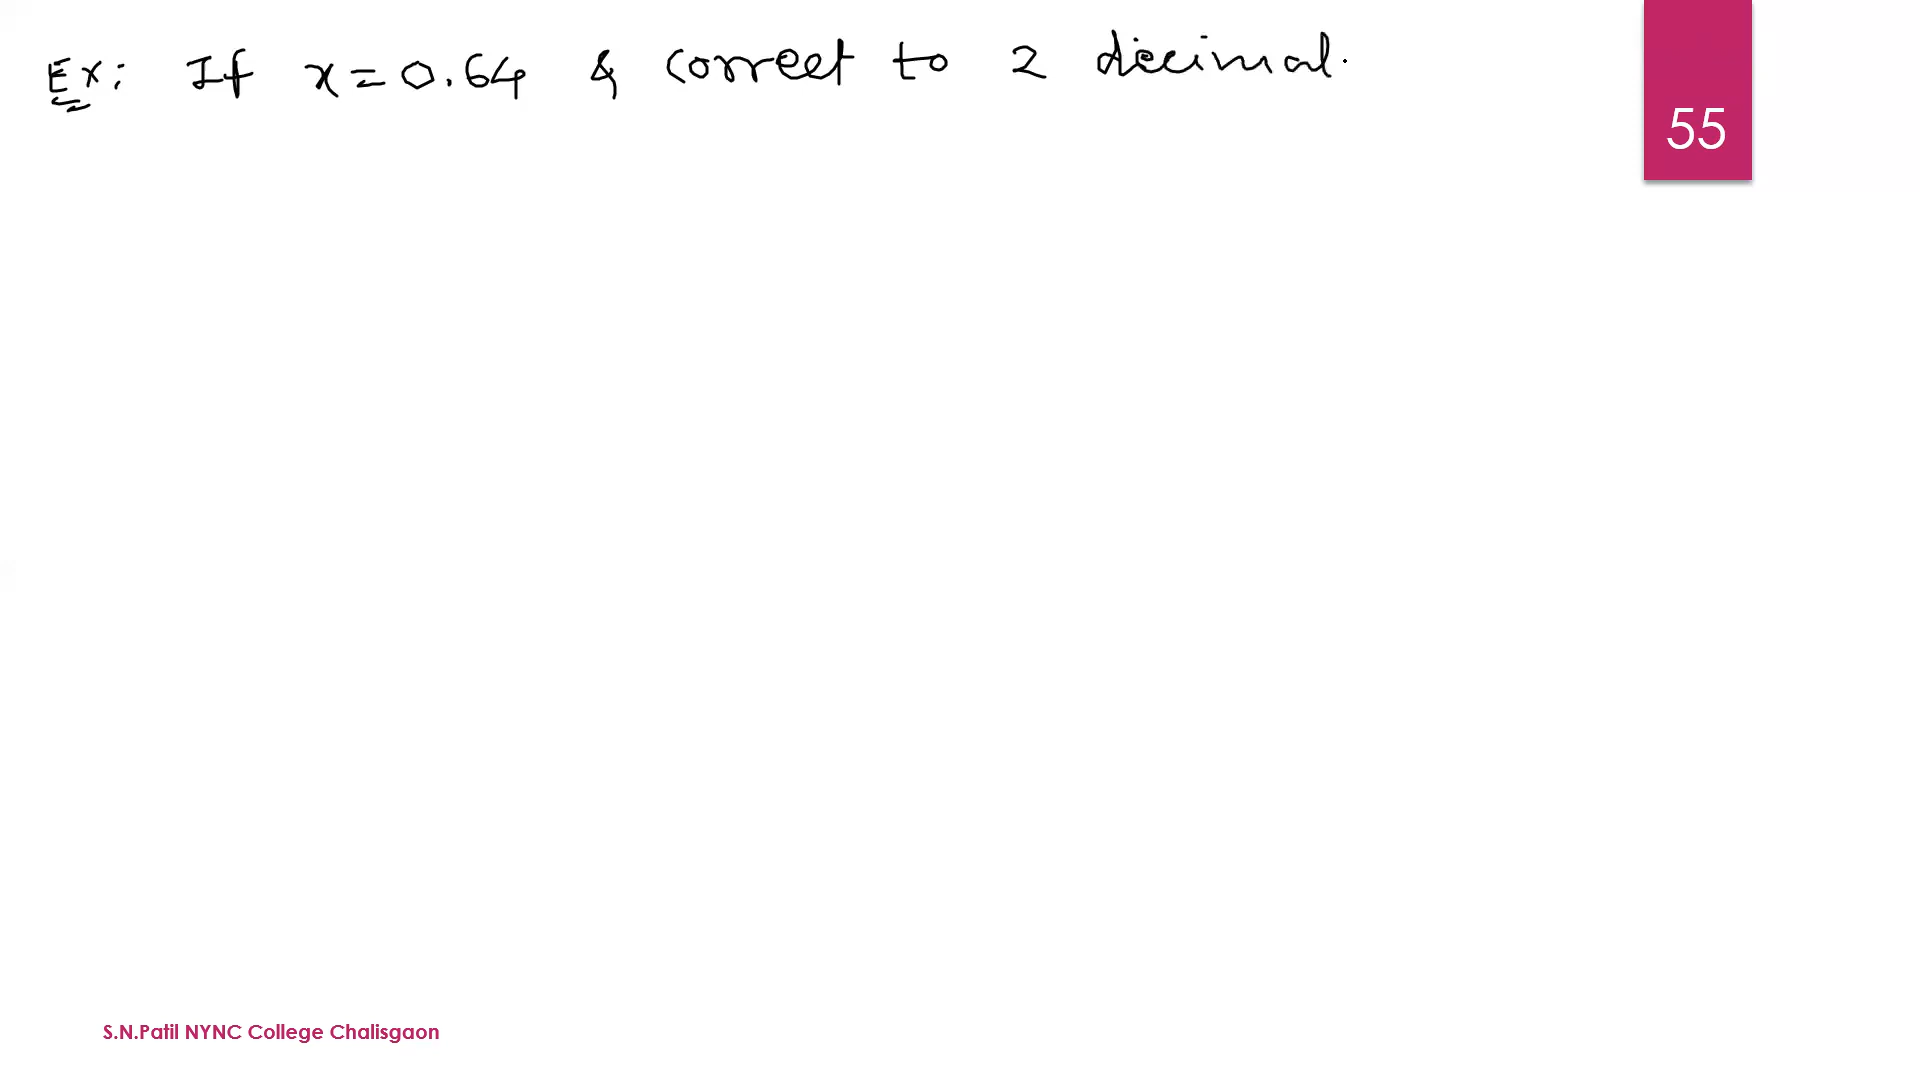 Ex: If x=0.64 & correct to 2 decimal.
55
S.N.Patil NYNC College Chalisgaon